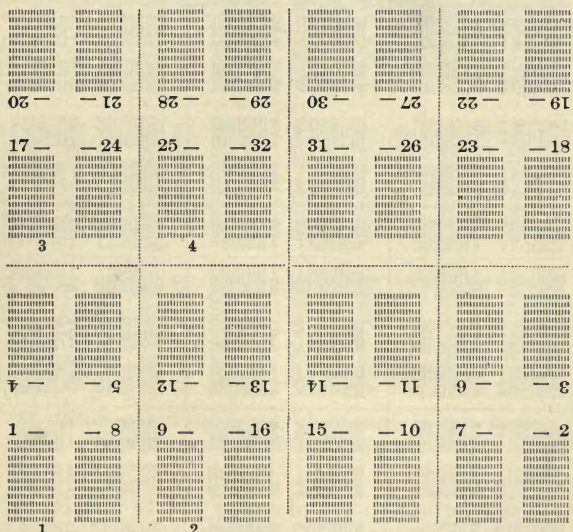 20 — — 21 28 — — 29 30 — — 27 22 — — 19
17 — — 24 25 — — 32 31 — — 26 23 — — 18
3 4
4 — — 5 12 — — 13 14 — — 11 6 — — 3
1 — — 8 9 — — 16 15 — — 10 7 — — 2
1 2